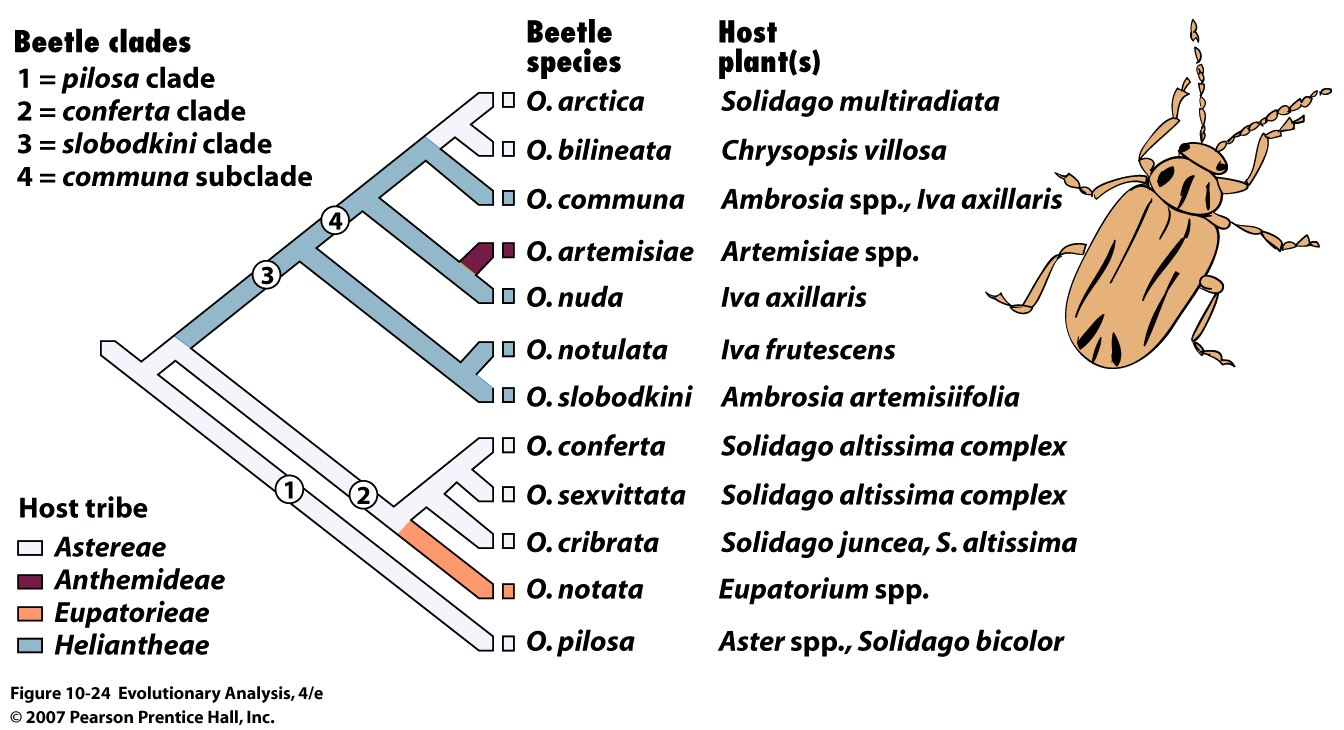 Beetle clades
1 = pilosa clade
2 = conferta clade
3 = slobodkini clade
4 = communa subclade
Beetle species
Host plant(s)
O. arctica Solidago multiradiata
O. bilineata Chrysopsis villosa
O. communa Ambrosia spp., Iva axillaris
O. artemisiae Artemisiae spp.
O. nuda Iva axillaris
O. notulata Iva frutescens
O. slobodkini Ambrosia artemisiifolia
O. conferta Solidago altissima complex
O. sexvittata Solidago altissima complex
O. cribrata Solidago juncea, S. altissima
O. notata Eupatorium spp.
O. pilosa Aster spp., Solidago bicolor
4
3
1
2
Host tribe
Astereae
Anthemideae
Eupatorieae
Heliantheae
Figure 10-24 Evolutionary Analysis, 4/e
© 2007 Pearson Prentice Hall, Inc.